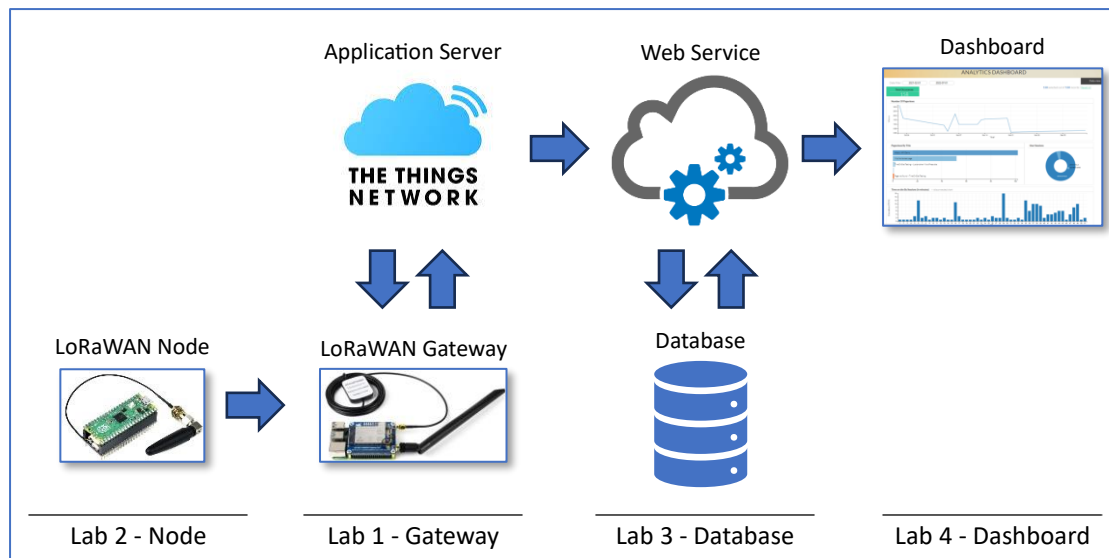 Application Server
Web Service
Dashboard
ANALYTICS DASHBOARD
THE THINGS
NETWORK
LoRaWAN Node
LoRaWAN Gateway
Database
Lab 2 - Node
Lab 1 - Gateway
Lab 3 - Database
Lab 4 - Dashboard